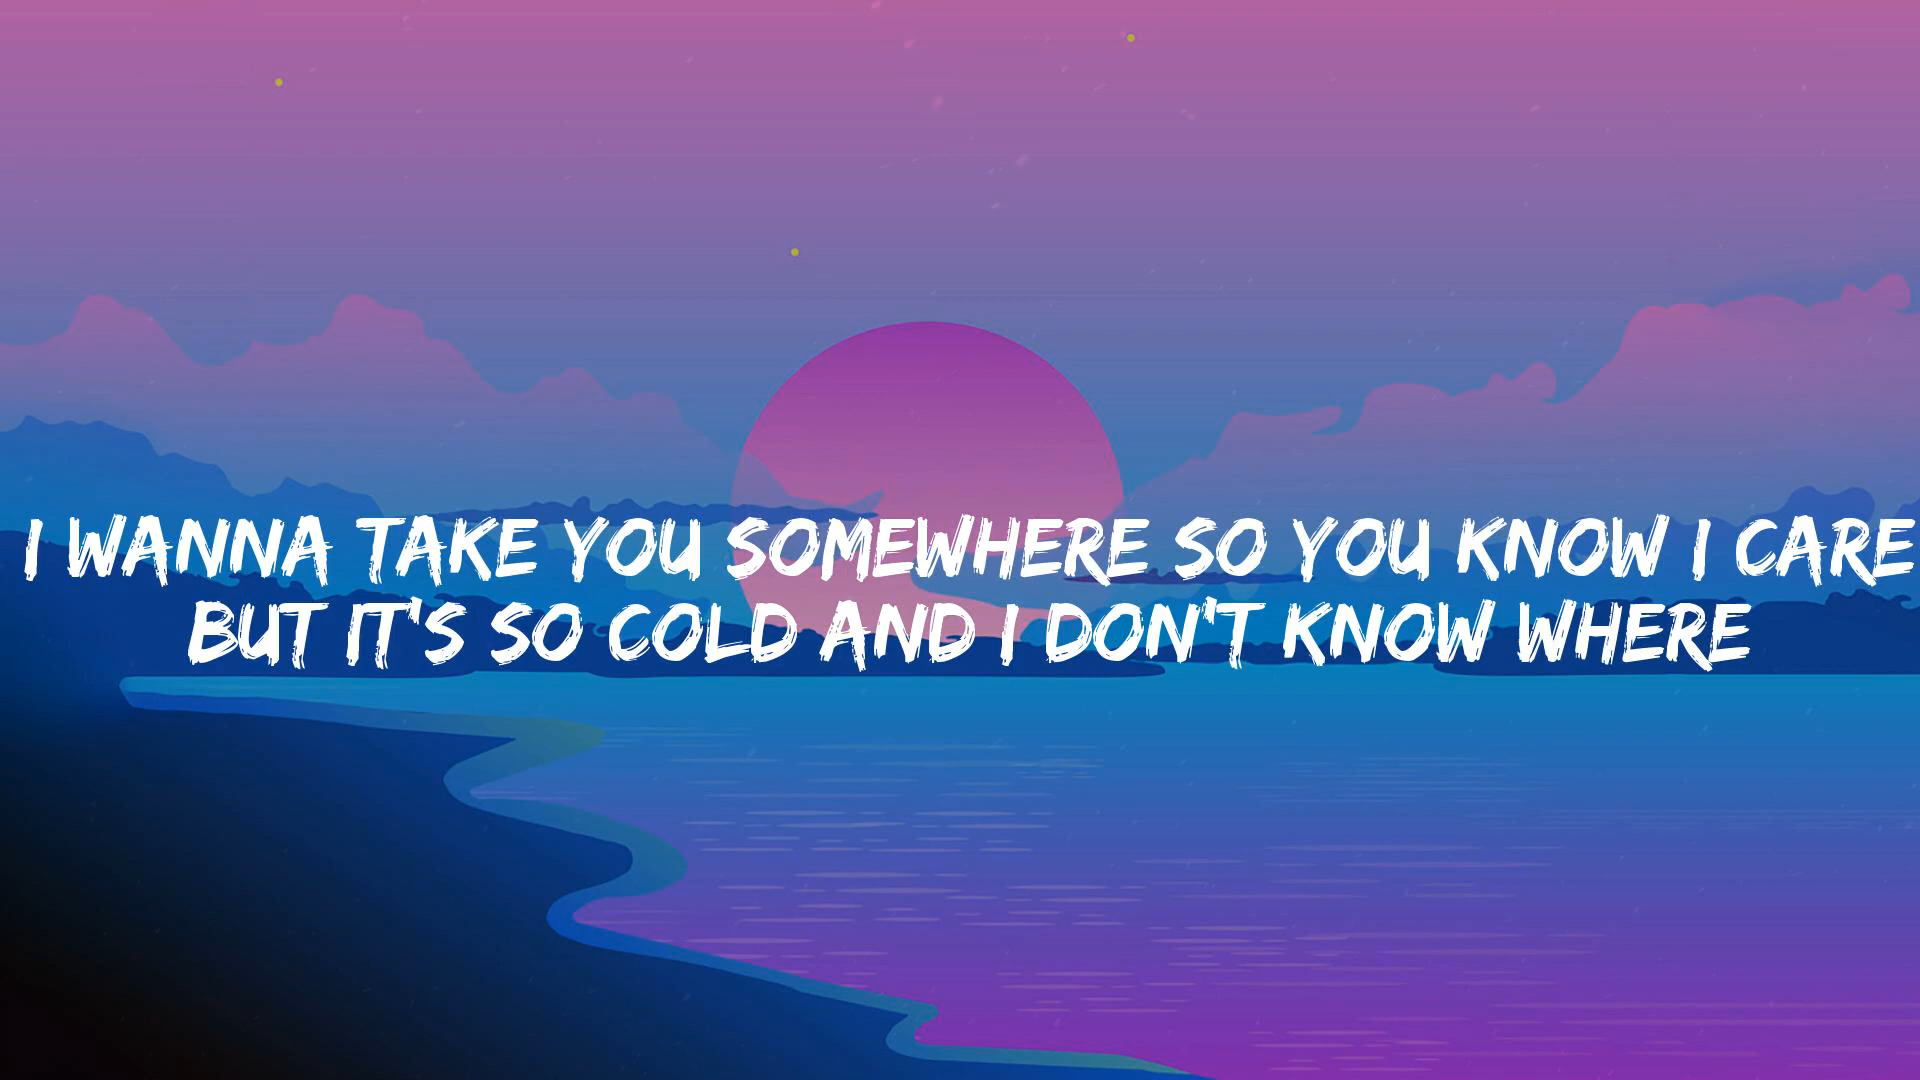 I WANNA TAKE YOU SOMEWHERE SO YOU KNOW I CARE
BUT IT'S SO COLD AND I DON'T KNOW WHERE